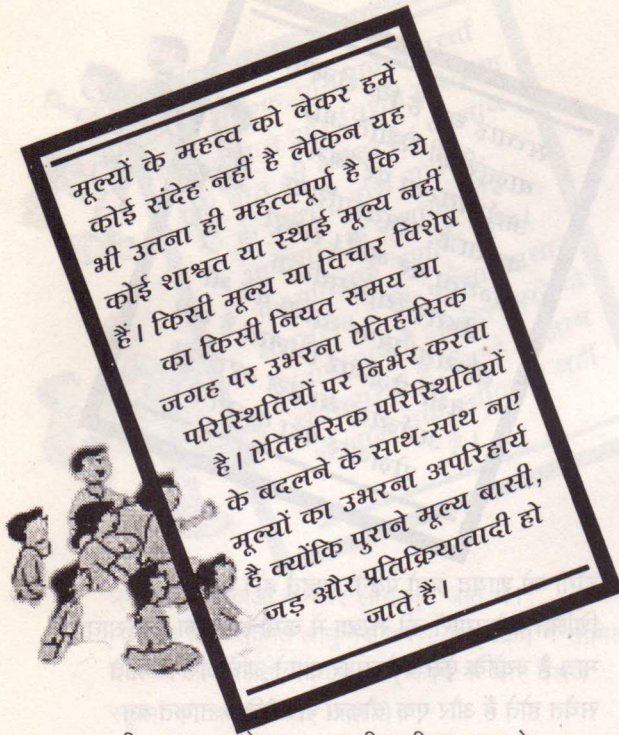 मूल्यों के महत्व को लेकर हमें
कोई संदेह नहीं है लेकिन यह
भी उतना ही महत्वपूर्ण है कि ये
कोई शाश्वत या स्थाई मूल्य नहीं
हैं। किसी मूल्य या विचार विशेष
का किसी नियत समय या
जगह पर उभरना ऐतिहासिक
परिस्थितियों पर निर्भर करता
है। ऐतिहासिक परिस्थितियों
के बदलने के साथ-साथ नए
मूल्यों का उभरना अपरिहार्य
है क्योंकि पुराने मूल्य बासी,
जड़ और प्रतिक्रियावादी हो
जाते हैं।